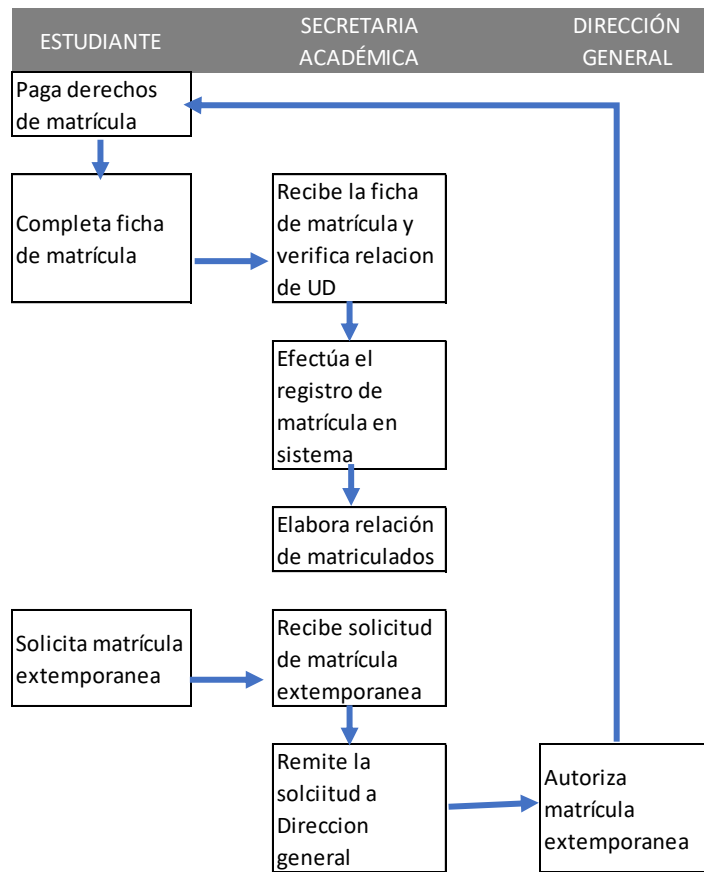 ESTUDIANTE
SECRETARIA
ACADÉMICA
DIRECCIÓN
GENERAL
Paga derechos
de matrícula
Completa ficha
de matrícula
Recibe la ficha
de matrícula y
verifica relacion
de UD
Efectúa el
registro de
matrícula en
sistema
Elabora relación
de matriculados
Solicita matrícula
extemporanea
Recibe solicitud
de matrícula
extemporanea
Remite la
solciitud a
Direccion
general
Autoriza
matrícula
extemporanea